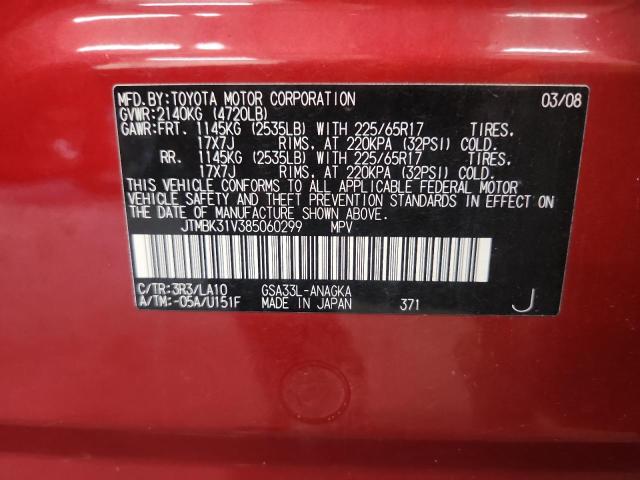 MFD. BY: TOYOTA MOTOR CORPORATION 03/08
GVWR: 2140KG (4720LB)
GAWR: FRT. 1145KG (2535LB) WITH 225/65R17 TIRES,
17X7J RIMS, AT 220KPA (32PSI) COLD.
RR. 1145KG (2535LB) WITH 225/65R17 TIRES,
17X7J RIMS, AT 220KPA (32PSI) COLD.
THIS VEHICLE CONFORMS TO ALL APPLICABLE FEDERAL MOTOR
VEHICLE SAFETY AND THEFT PREVENTION STANDARDS IN EFFECT ON
THE DATE OF MANUFACTURE SHOWN ABOVE.
JTMBK31V385060299 MPV
C/TR: 3R3/LA10 GSA33L-ANAGKA
A/TM: -05A/U151F MADE IN JAPAN 371 J